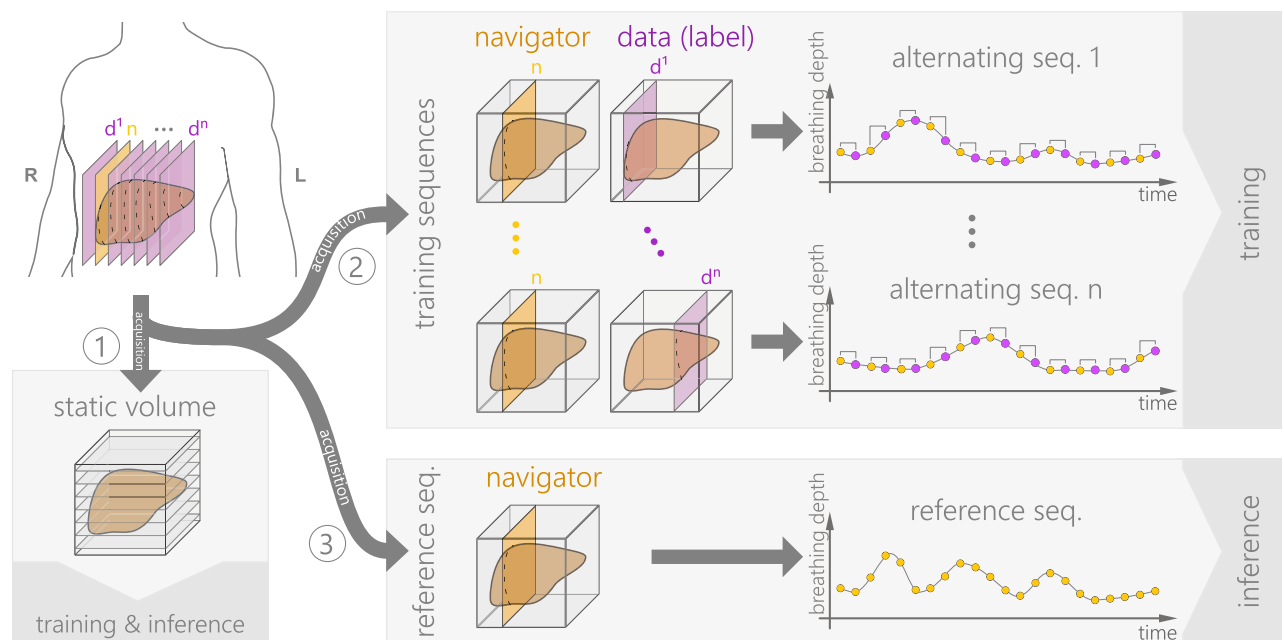 R
L
d¹ n ... dⁿ
acquisition
1
acquisition
2
acquisition
3
static volume
training & inference
training sequences
navigator
data (label)
n
d¹
n
dⁿ
alternating seq. 1
breathing depth
time
alternating seq. n
breathing depth
time
training
reference seq.
navigator
reference seq.
breathing depth
time
inference